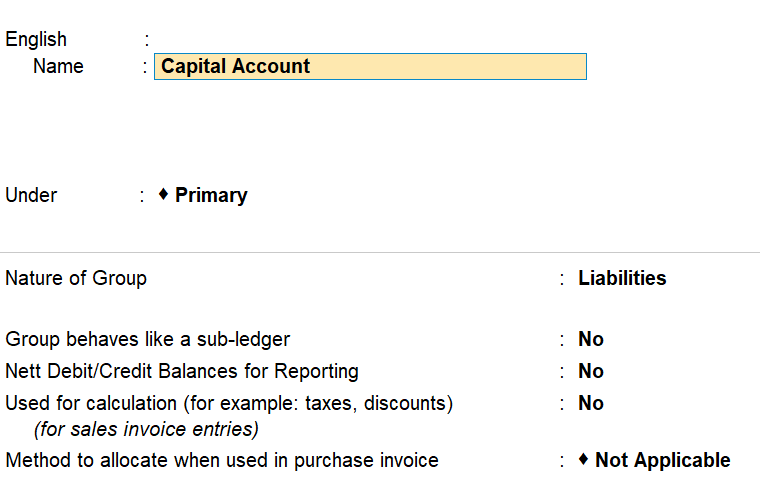 English :
Name : Capital Account
Under : ♦ Primary
Nature of Group : Liabilities
Group behaves like a sub-ledger : No
Nett Debit/Credit Balances for Reporting : No
Used for calculation (for example: taxes, discounts) : No
(for sales invoice entries)
Method to allocate when used in purchase invoice : ♦ Not Applicable